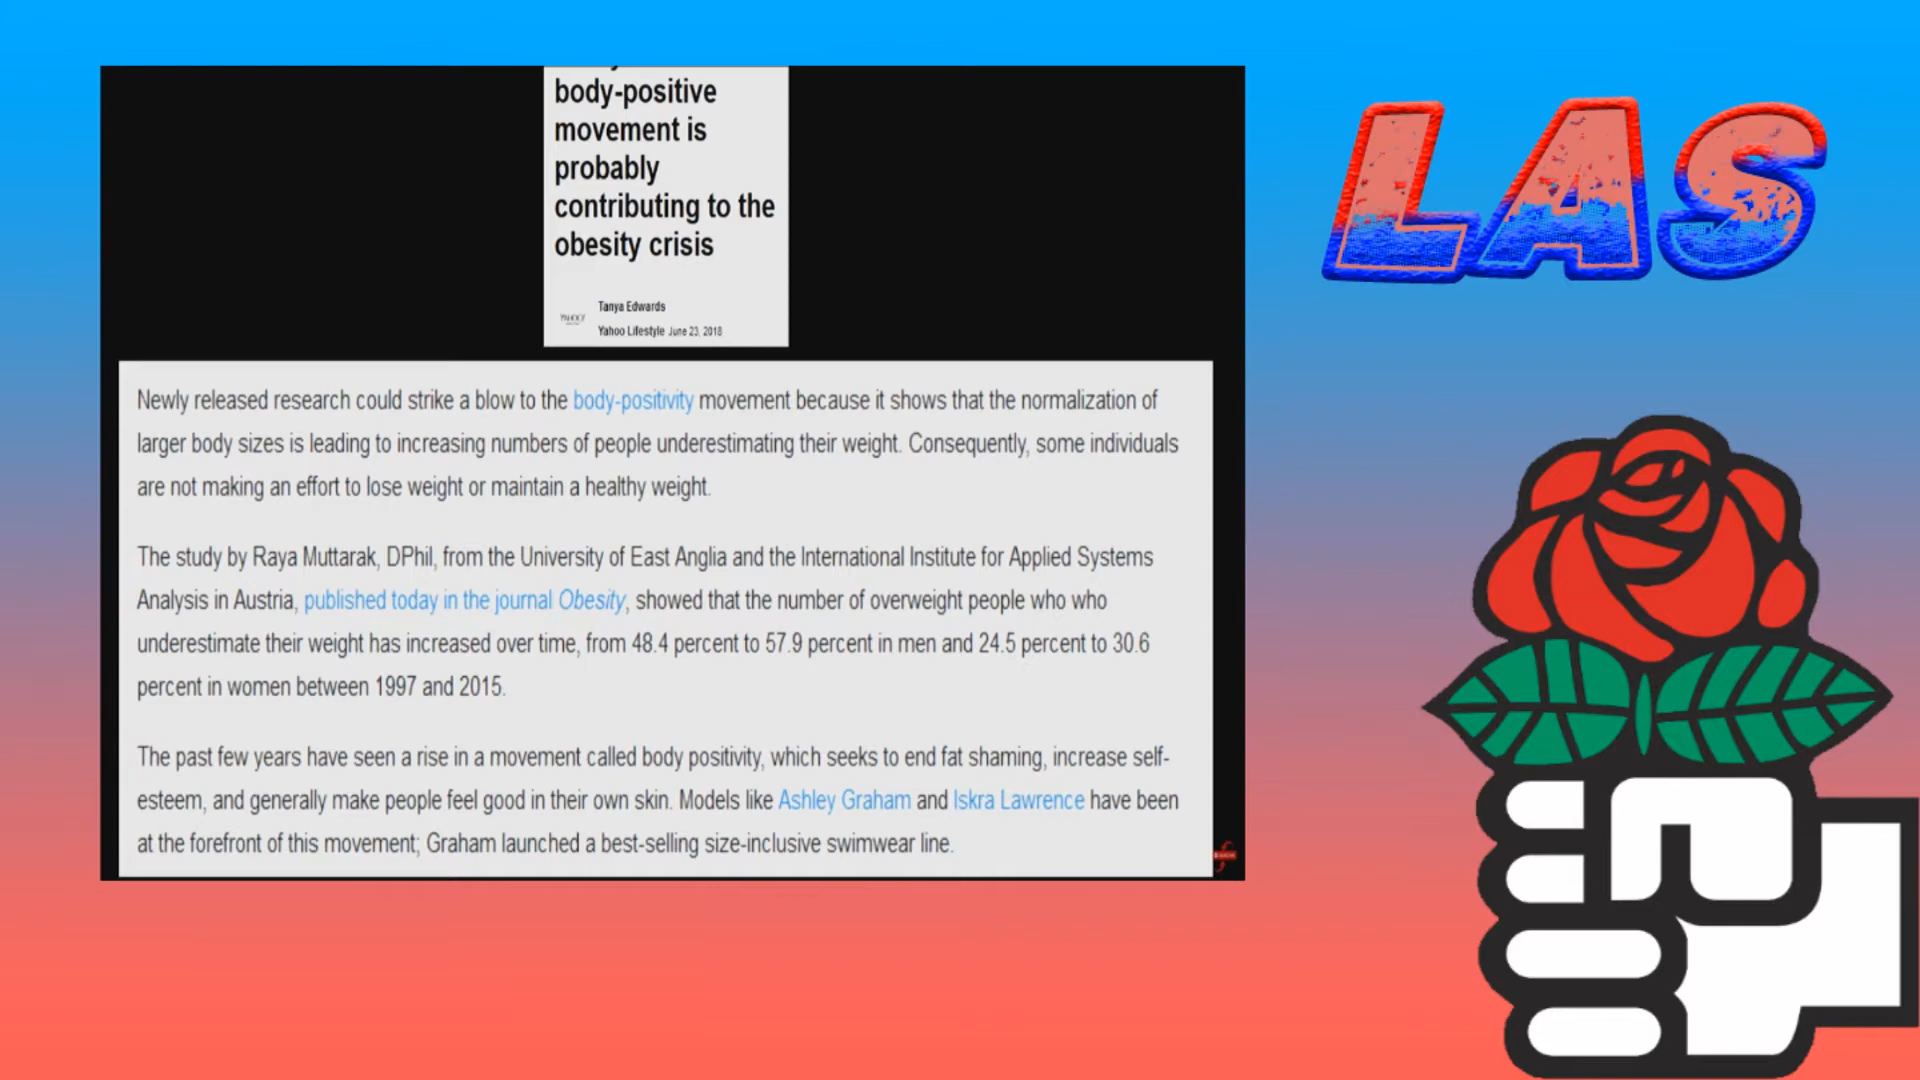 body-positive
movement is
probably
contributing to the
obesity crisis
Tanya Edwards
YAHOO!
Yahoo Lifestyle June 23, 2018
LAS
Newly released research could strike a blow to the body-positivity movement because it shows that the normalization of
larger body sizes is leading to increasing numbers of people underestimating their weight. Consequently, some individuals
are not making an effort to lose weight or maintain a healthy weight.
The study by Raya Muttarak, DPhil, from the University of East Anglia and the International Institute for Applied Systems
Analysis in Austria, published today in the journal Obesity, showed that the number of overweight people who who
underestimate their weight has increased over time, from 48.4 percent to 57.9 percent in men and 24.5 percent to 30.6
percent in women between 1997 and 2015.
The past few years have seen a rise in a movement called body positivity, which seeks to end fat shaming, increase self-
esteem, and generally make people feel good in their own skin. Models like Ashley Graham and Iskra Lawrence have been
at the forefront of this movement; Graham launched a best-selling size-inclusive swimwear line.